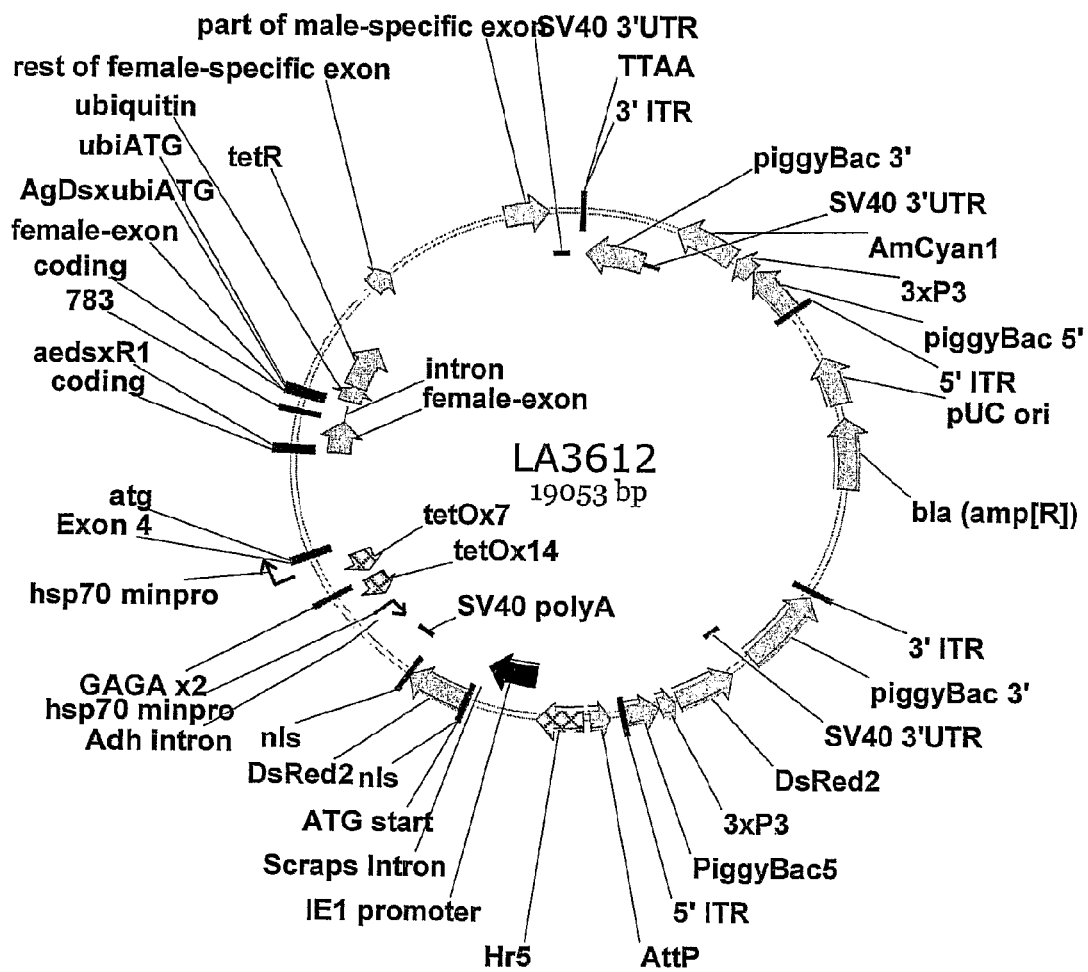 part of male-specific exon
SV40 3'UTR
rest of female-specific exon
TTAA
3' ITR
ubiquitin
ubiATG
tetR
piggyBac 3'
AgDsxubiATG
SV40 3'UTR
female-exon
AmCyan1
coding
3xP3
783
piggyBac 5'
aedsxR1
coding
intron
female-exon
5' ITR
pUC ori
LA3612
19053 bp
atg
Exon 4
tetOx7
bla (amp[R])
tetOx14
hsp70 minpro
SV40 polyA
3' ITR
GAGA x2
hsp70 minpro
Adh intron
piggyBac 3'
nls
SV40 3'UTR
DsRed2
nls
DsRed2
ATG start
3xP3
Scraps Intron
PiggyBac5
IE1 promoter
5' ITR
Hr5
AttP